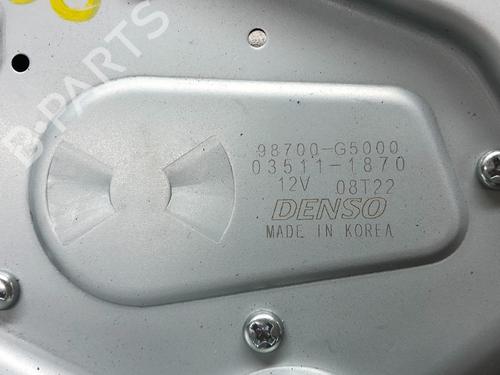 B-PARTS
98700-G5000
03511-1870
12V 08T22
DENSO
MADE IN KOREA